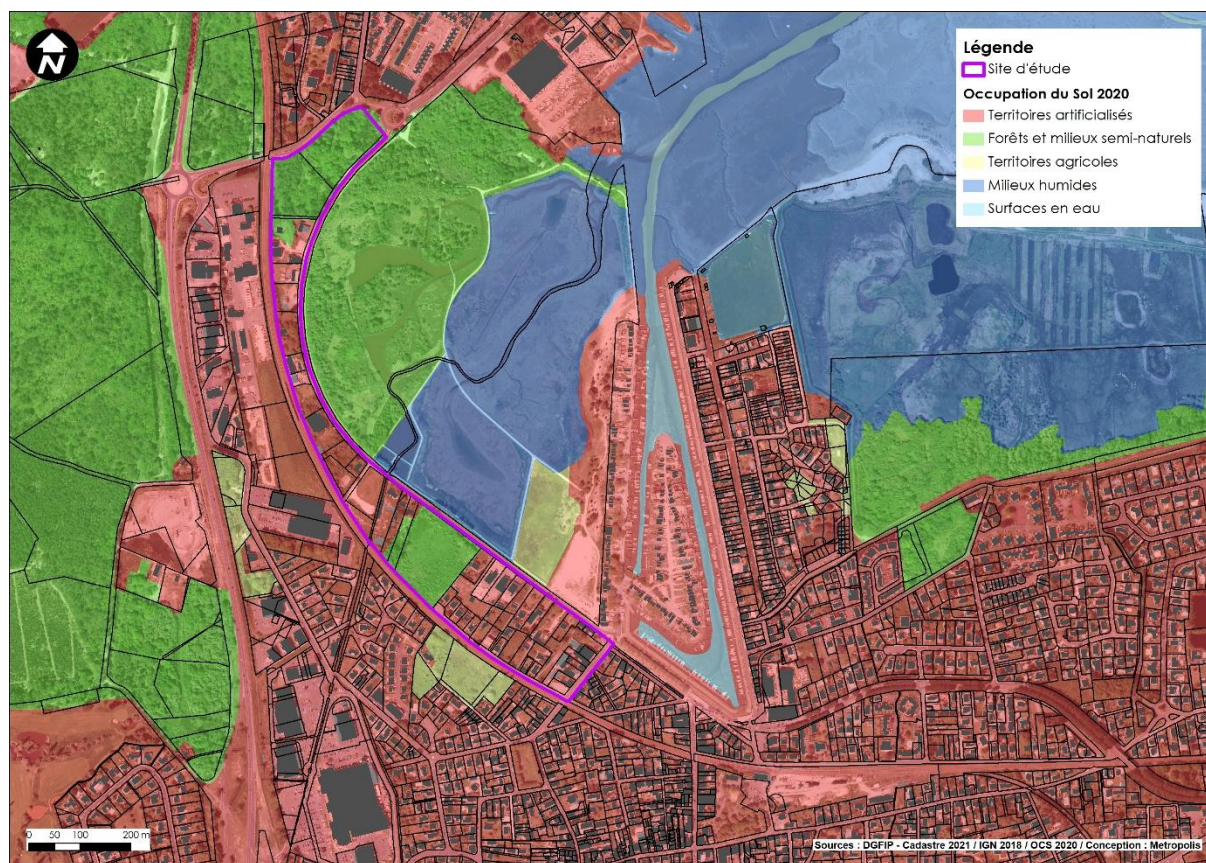 N
Légende
Site d'étude
Occupation du Sol 2020
Territoires artificialisés
Forêts et milieux semi-naturels
Territoires agricoles
Milieux humides
Surfaces en eau
0 50 100 200 m
Sources : DGFIP - Cadastre 2021 / IGN 2018 / OCS 2020 / Conception : Metropolis